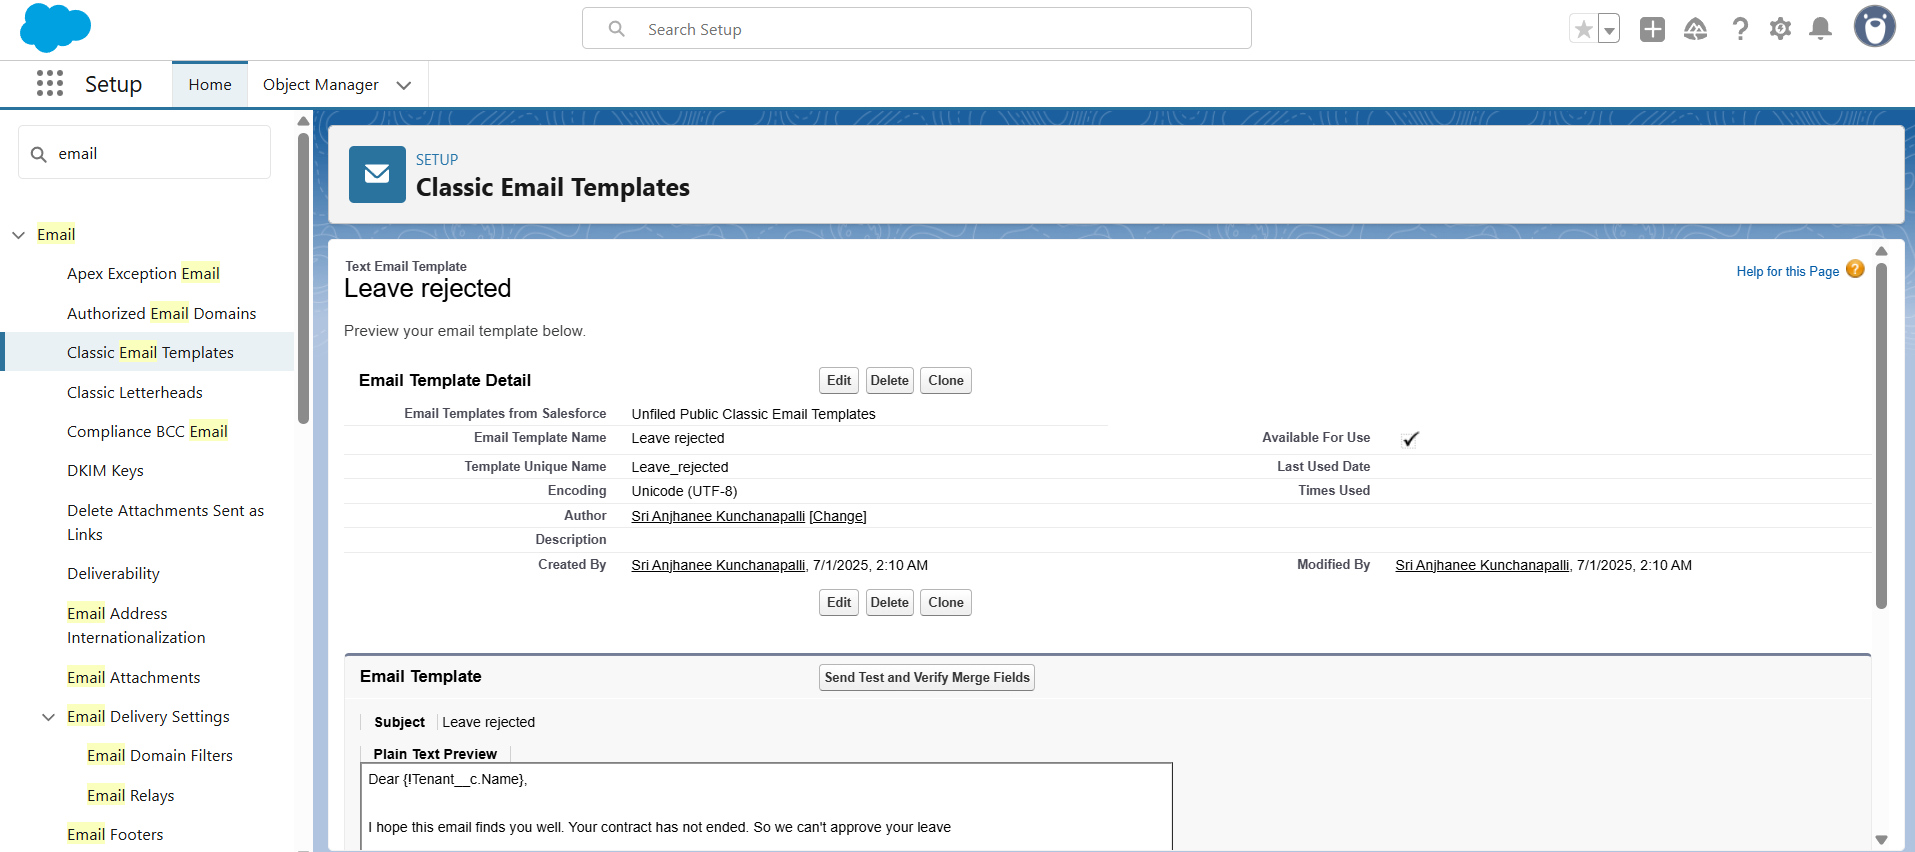 Search Setup
Setup
Home
Object Manager
email
Email
Apex Exception Email
Authorized Email Domains
Classic Email Templates
Classic Letterheads
Compliance BCC Email
DKIM Keys
Delete Attachments Sent as
Links
Deliverability
Email Address
Internationalization
Email Attachments
Email Delivery Settings
Email Domain Filters
Email Relays
Email Footers
SETUP
Classic Email Templates
Text Email Template
Leave rejected
Help for this Page ?
Preview your email template below.
Email Template Detail
Edit Delete Clone
Email Templates from Salesforce Unfiled Public Classic Email Templates
Email Template Name Leave rejected Available For Use
Template Unique Name Leave_rejected Last Used Date
Encoding Unicode (UTF-8) Times Used
Author Sri Anjhanee Kunchanapalli [Change]
Description
Created By Sri Anjhanee Kunchanapalli, 7/1/2025, 2:10 AM Modified By Sri Anjhanee Kunchanapalli, 7/1/2025, 2:10 AM
Edit Delete Clone
Email Template Send Test and Verify Merge Fields
Subject Leave rejected
Plain Text Preview
Dear {!Tenant__c.Name},
I hope this email finds you well. Your contract has not ended. So we can't approve your leave